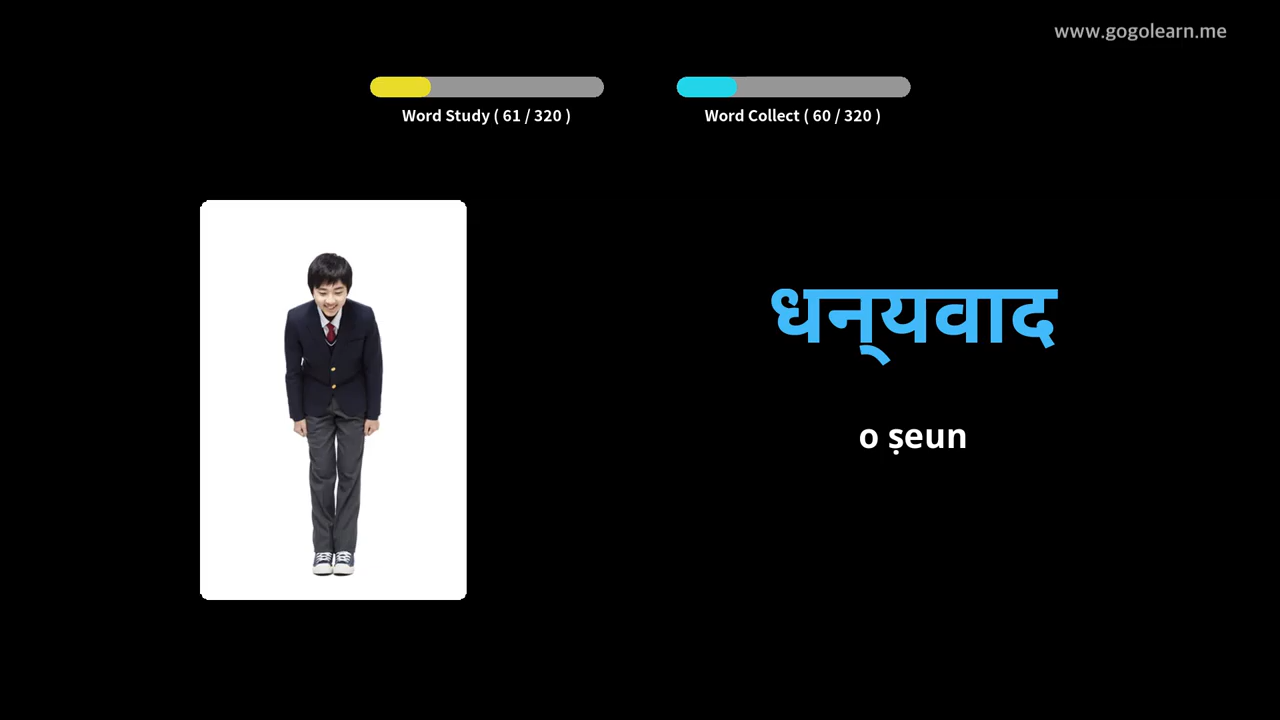 www.gogolearn.me
Word Study ( 61 / 320 )
Word Collect ( 60 / 320 )
धन्‌यवाद
o ṣeun